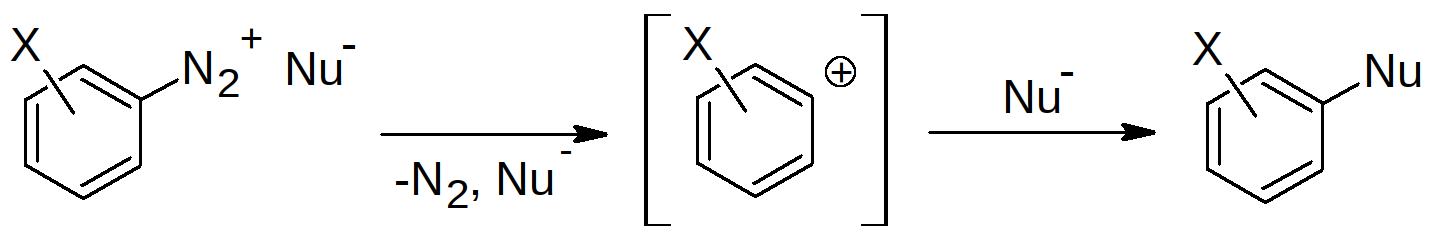 X N₂⁺ Nu⁻
-N₂, Nu⁻
X ⊕
Nu⁻
X Nu